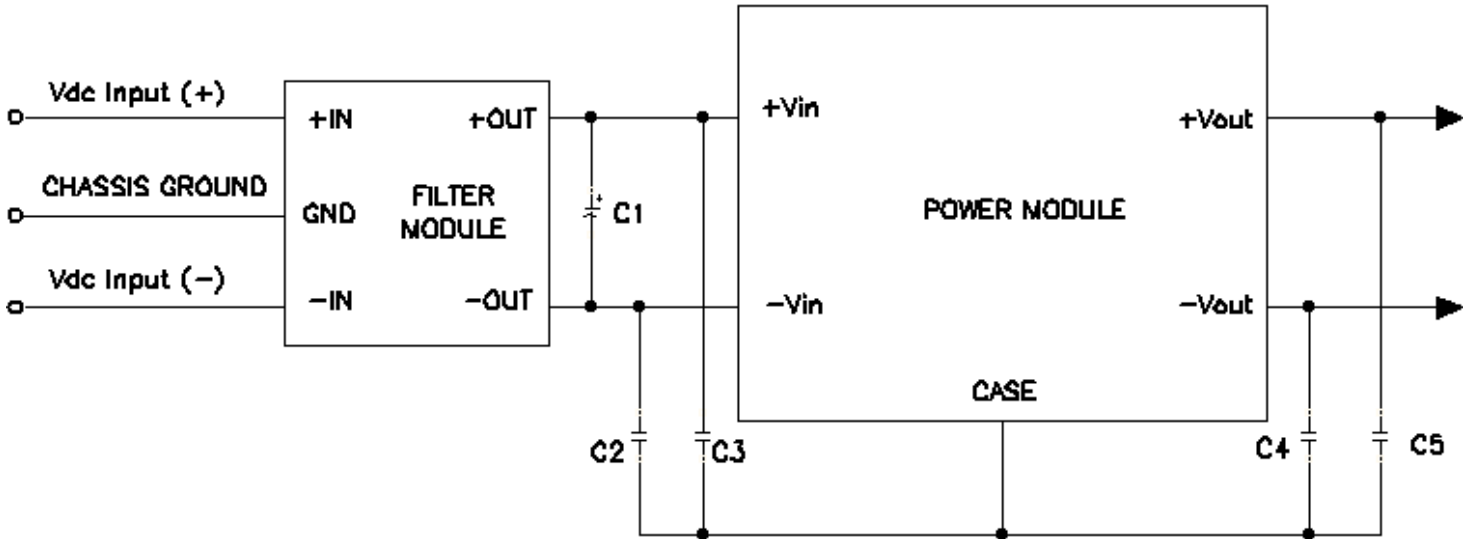 Vdc Input (+)
CHASSIS GROUND
Vdc Input (−)
+IN
+OUT
GND
FILTER
MODULE
−IN
−OUT
+
C1
C2
C3
+Vin
+Vout
POWER MODULE
−Vin
−Vout
CASE
C4
C5